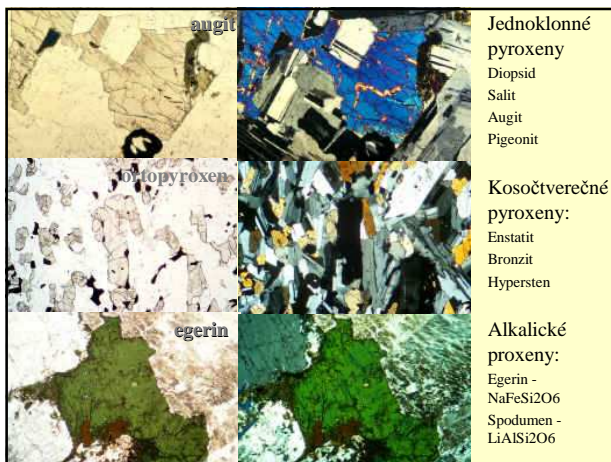 augit
Jednoklonné
pyroxeny
Diopsid
Salit
Augit
Pigeonit
ortopyroxen
Kosočtverečné
pyroxeny:
Enstatit
Bronzit
Hypersten
egerin
Alkalické
proxeny:
Egerin -
NaFeSi2O6
Spodumen -
LiAlSi2O6